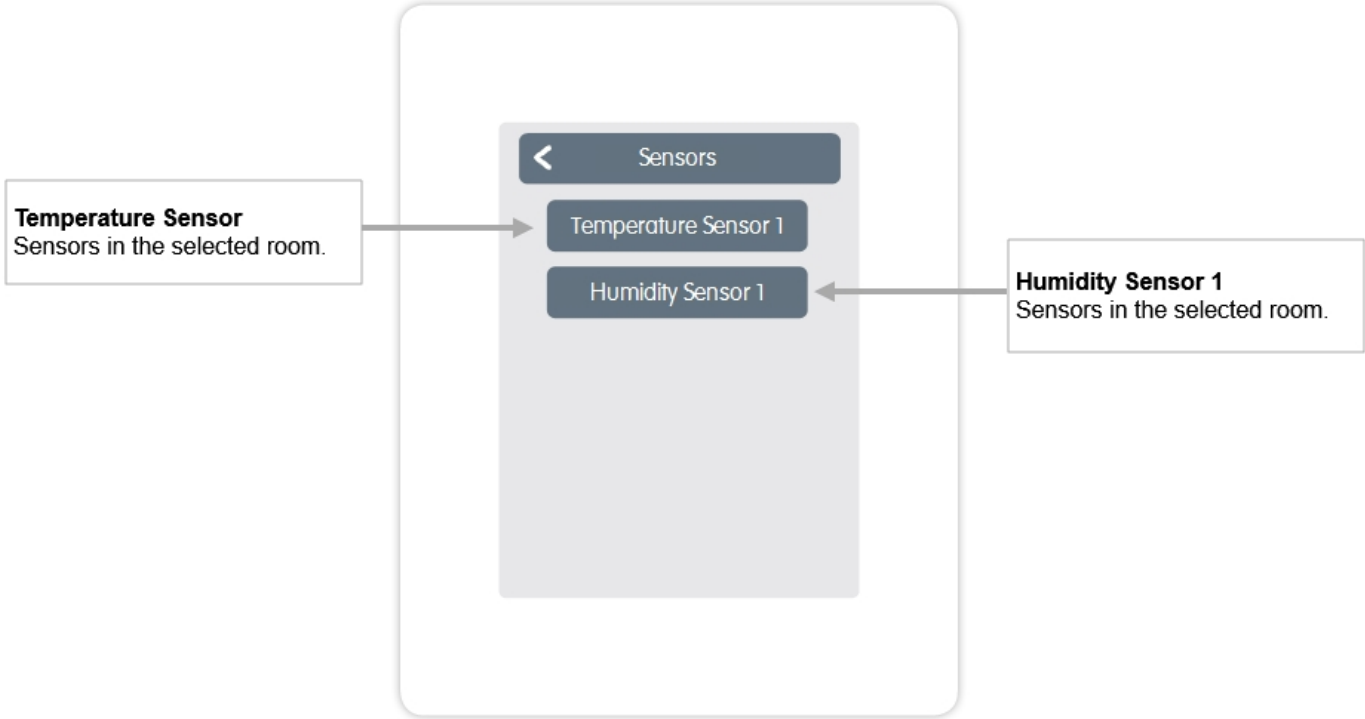 Sensors
Temperature Sensor
Sensors in the selected room.
Temperature Sensor 1
Humidity Sensor 1
Humidity Sensor 1
Sensors in the selected room.